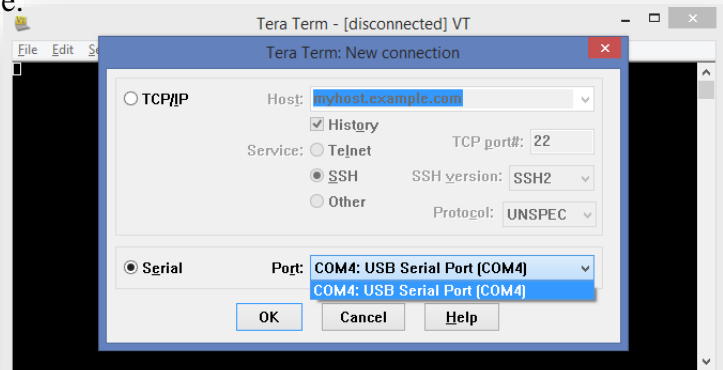 e.
Tera Term - [disconnected] VT
File Edit
Tera Term: New connection
TCP/IP Host: myhost.example.com
History
Service: Telnet TCP port#: 22
SSH SSH version: SSH2
Other Protocol: UNSPEC
Serial Port: COM4: USB Serial Port (COM4)
COM4: USB Serial Port (COM4)
OK Cancel Help